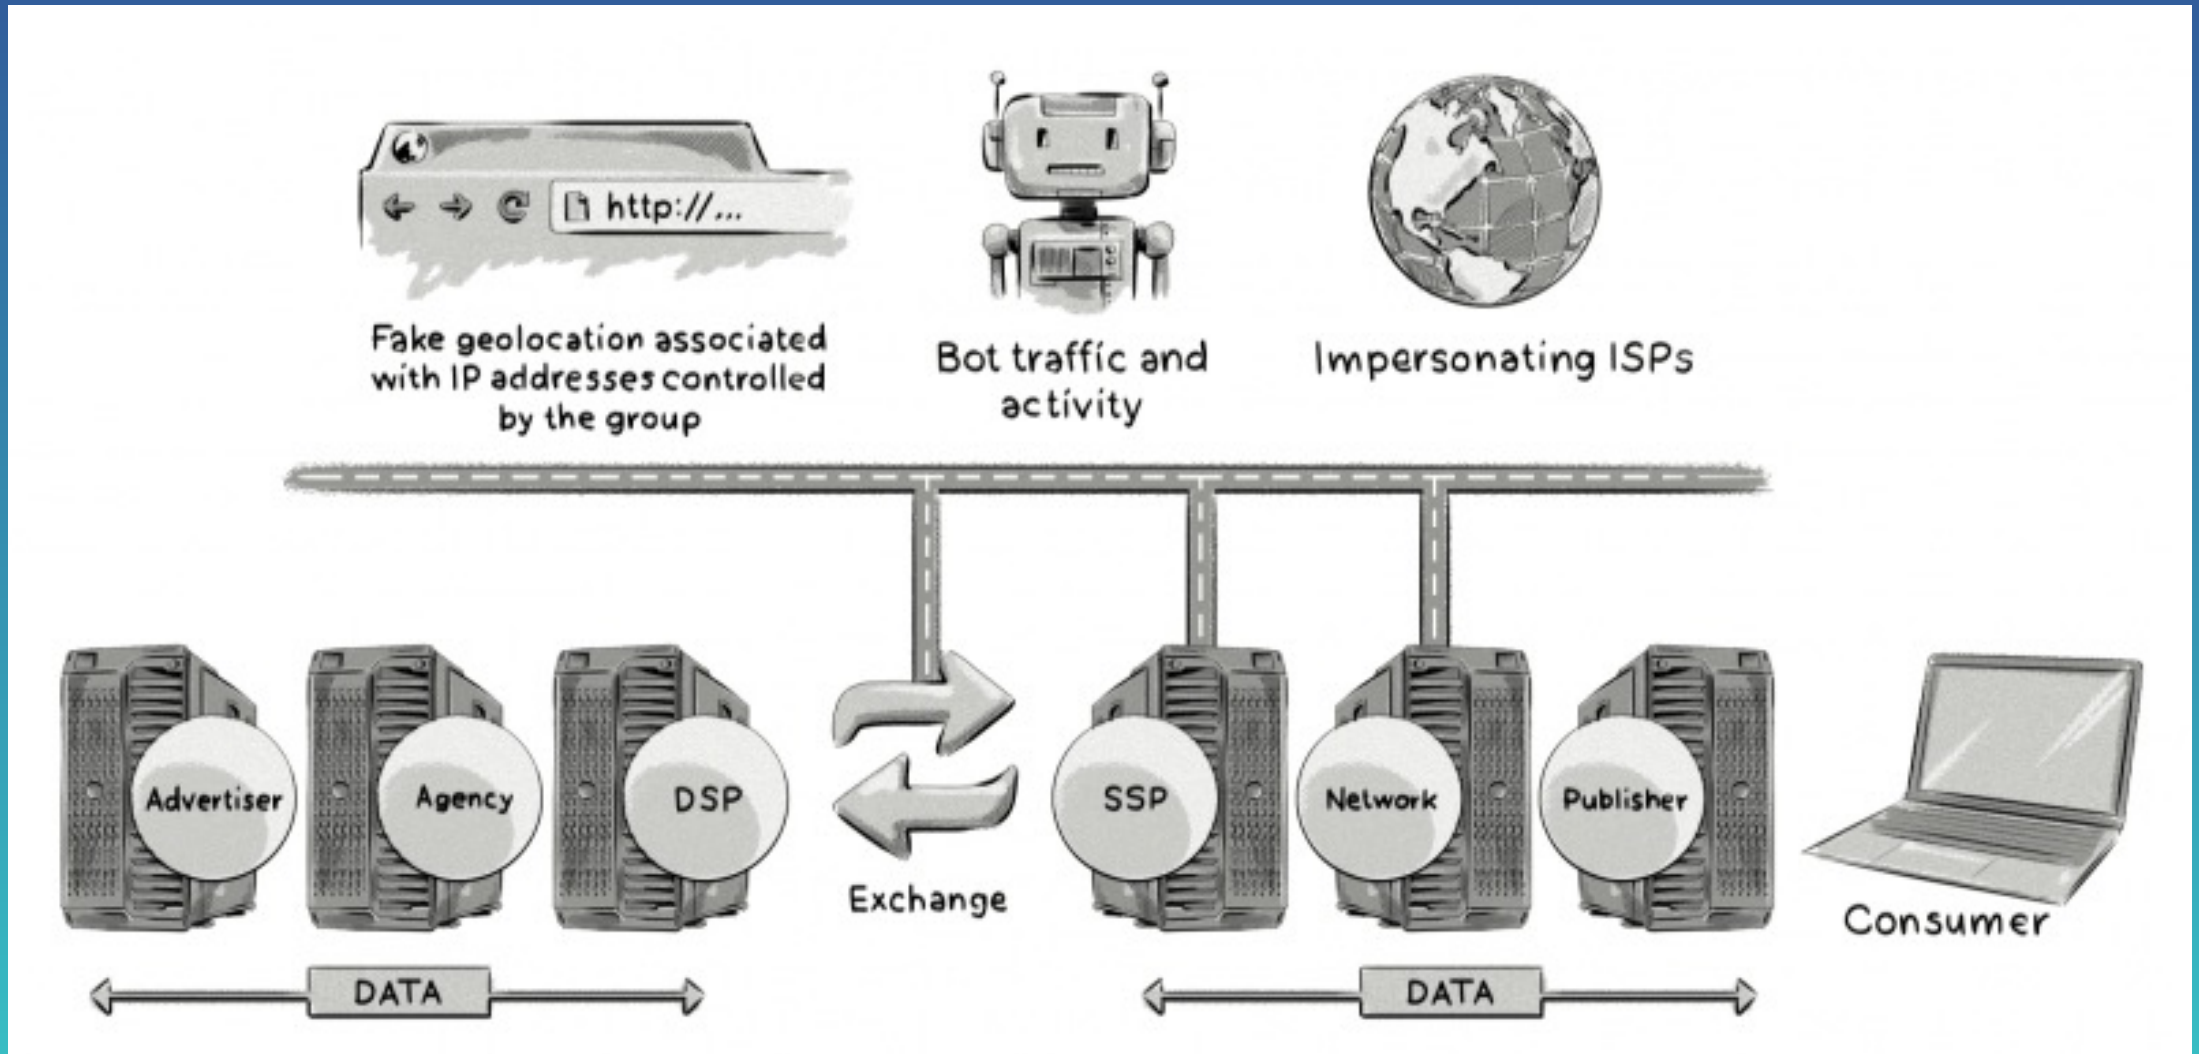 http://...
Fake geolocation associated
with IP addresses controlled
by the group
Bot traffic and
activity
Impersonating ISPs
Advertiser
Agency
DSP
Exchange
SSP
Network
Publisher
Consumer
DATA
DATA